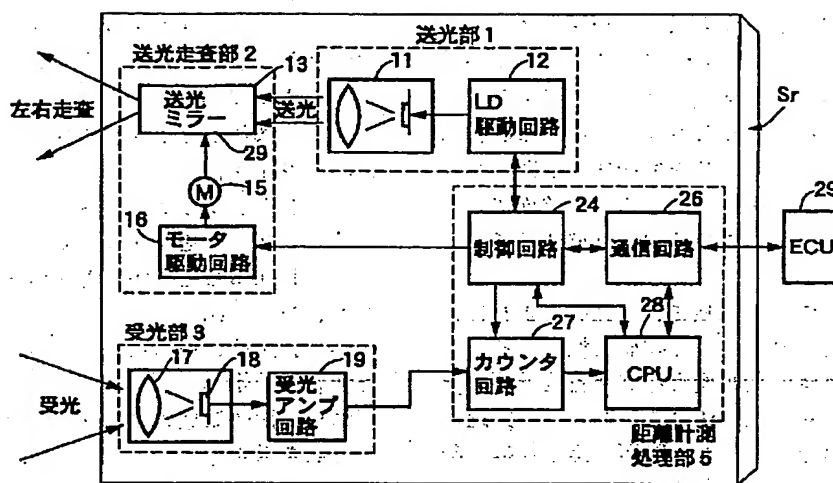 送光走査部2
送光部1
13
11
12
左右走査
送光
ミラー
送光
LD
駆動回路
Sr
29
M
15
16
モータ
駆動回路
24
26
29
制御回路
通信回路
ECU
受光部3
27
28
17
18
19
カウンタ
回路
CPU
受光
受光
アンプ
回路
距離計測
処理部5